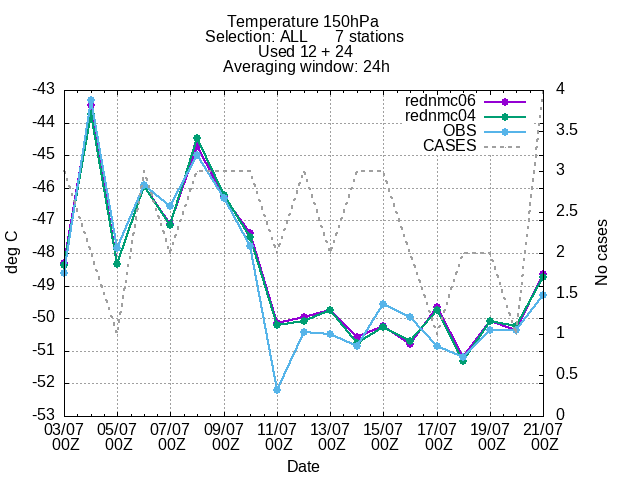 Temperature 150hPa
Selection: ALL 7 stations
Used 12 + 24
Averaging window: 24h
-43
-44
-45
-46
-47
-48
-49
-50
-51
-52
-53
deg C
4
3.5
3
2.5
2
1.5
1
0.5
0
No cases
rednmc06
rednmc04
OBS
CASES
03/07 05/07 07/07 09/07 11/07 13/07 15/07 17/07 19/07 21/07
00Z 00Z 00Z 00Z 00Z 00Z 00Z 00Z 00Z 00Z
Date